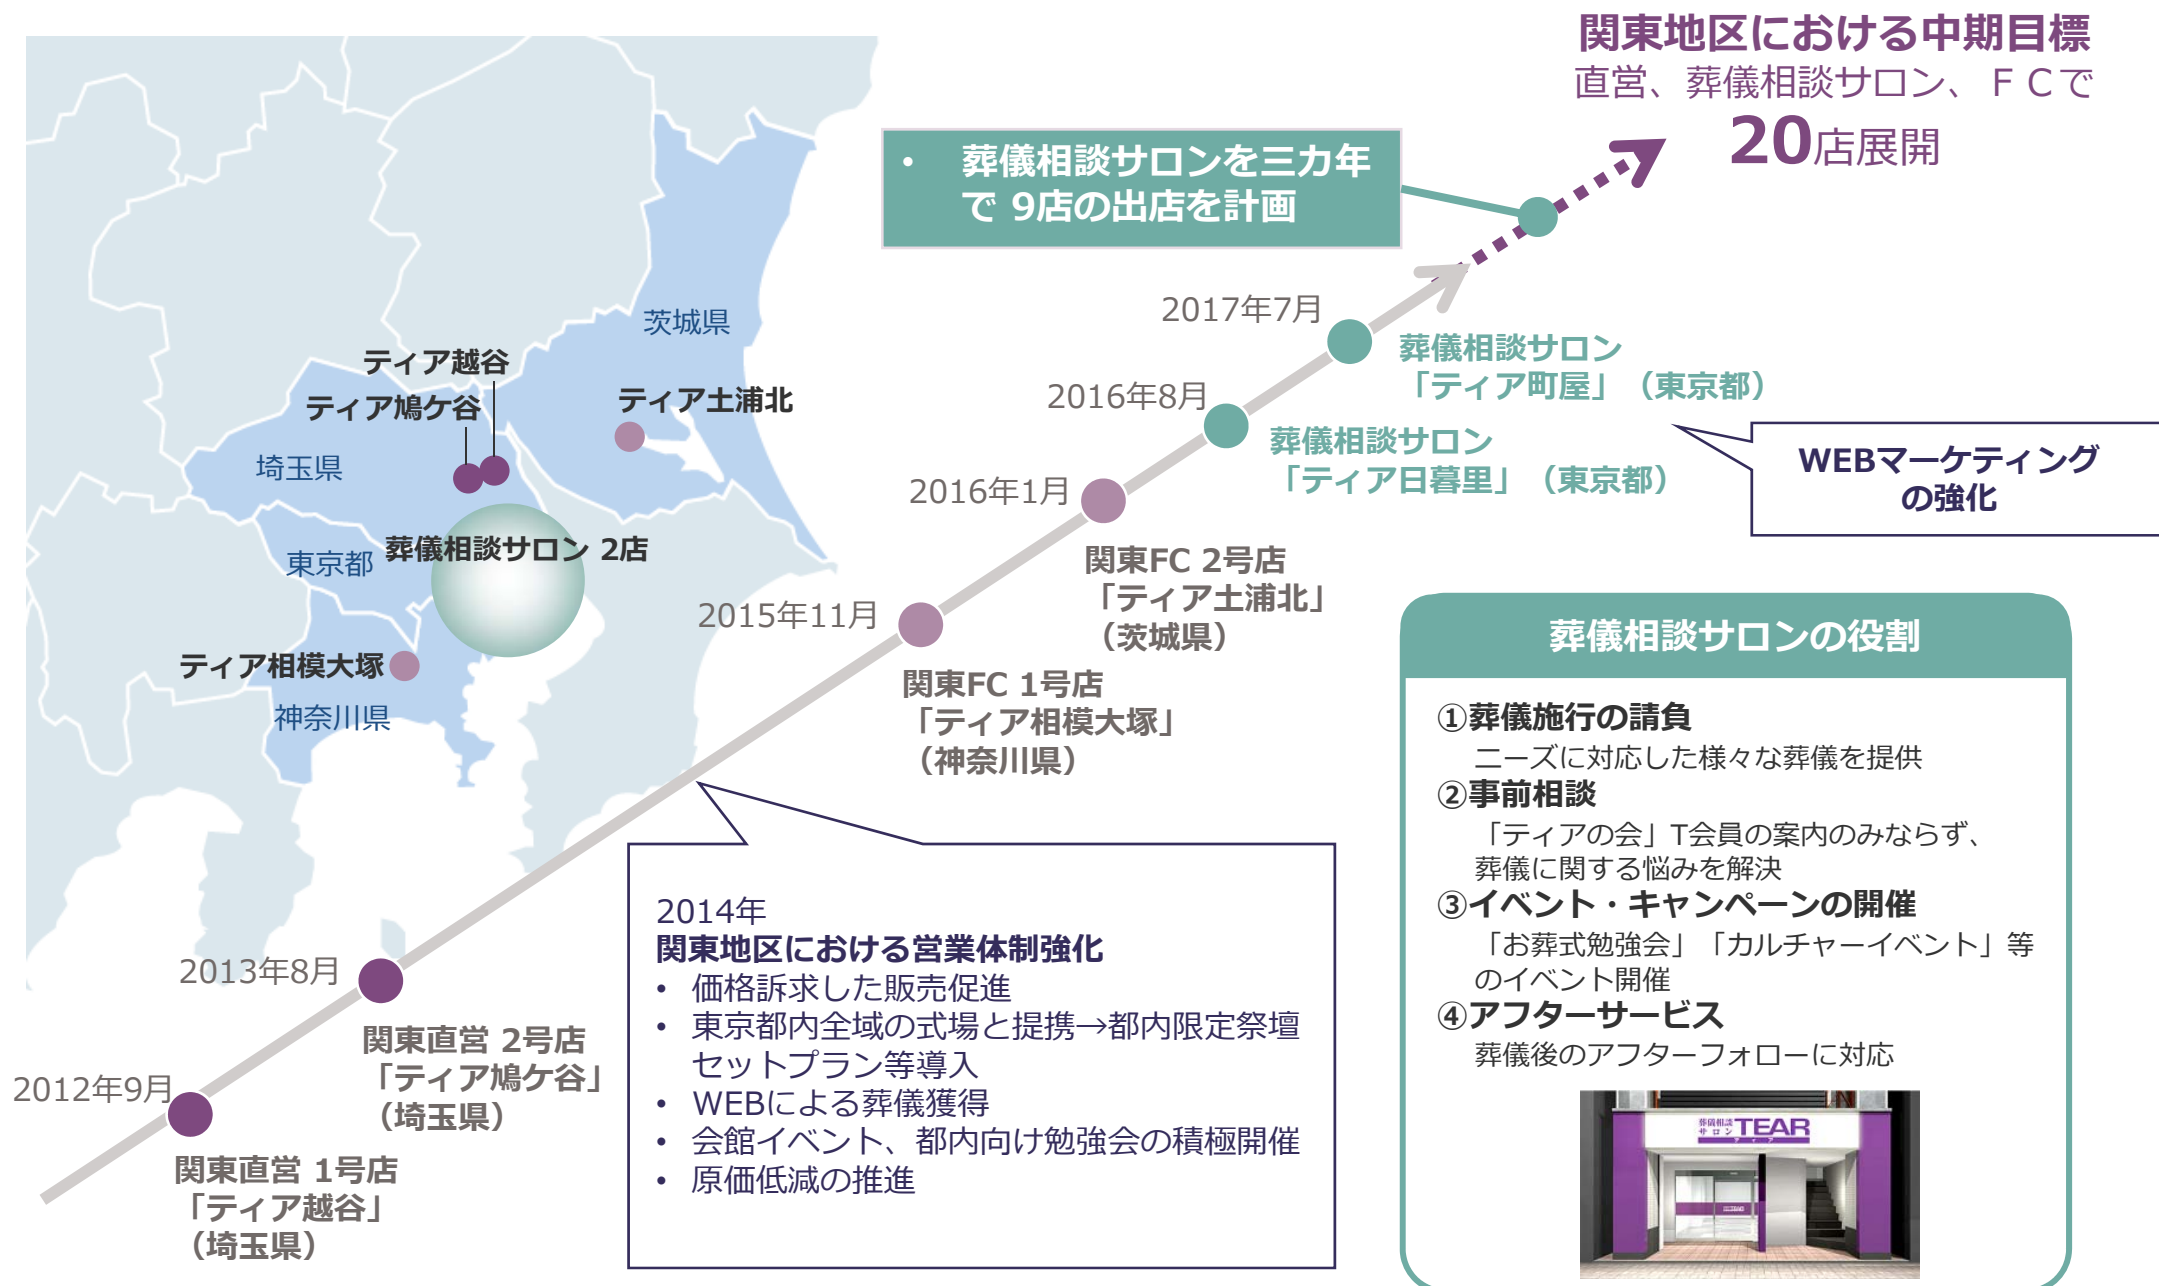 関東地区における中期目標
直営、葬儀相談サロン、ＦＣで
20店展開
• 葬儀相談サロンを三カ年
で 9店の出店を計画
茨城県
ティア越谷
ティア鳩ケ谷
ティア土浦北
埼玉県
東京都
葬儀相談サロン 2店
ティア相模大塚
神奈川県
2017年7月
葬儀相談サロン
「ティア町屋」（東京都）
2016年8月
葬儀相談サロン
「ティア日暮里」（東京都）
WEBマーケティング
の強化
2016年1月
関東FC 2号店
「ティア土浦北」
（茨城県）
2015年11月
関東FC 1号店
「ティア相模大塚」
（神奈川県）
2014年
関東地区における営業体制強化
• 価格訴求した販売促進
• 東京都内全域の式場と提携→都内限定祭壇
セットプラン等導入
• WEBによる葬儀獲得
• 会館イベント、都内向け勉強会の積極開催
• 原価低減の推進
2013年8月
関東直営 2号店
「ティア鳩ケ谷」
（埼玉県）
2012年9月
関東直営 1号店
「ティア越谷」
（埼玉県）
葬儀相談サロンの役割
①葬儀施行の請負
ニーズに対応した様々な葬儀を提供
②事前相談
「ティアの会」T会員の案内のみならず、
葬儀に関する悩みを解決
③イベント・キャンペーンの開催
「お葬式勉強会」「カルチャーイベント」等
のイベント開催
④アフターサービス
葬儀後のアフターフォローに対応
葬儀相談
サロン TEAR
ティア